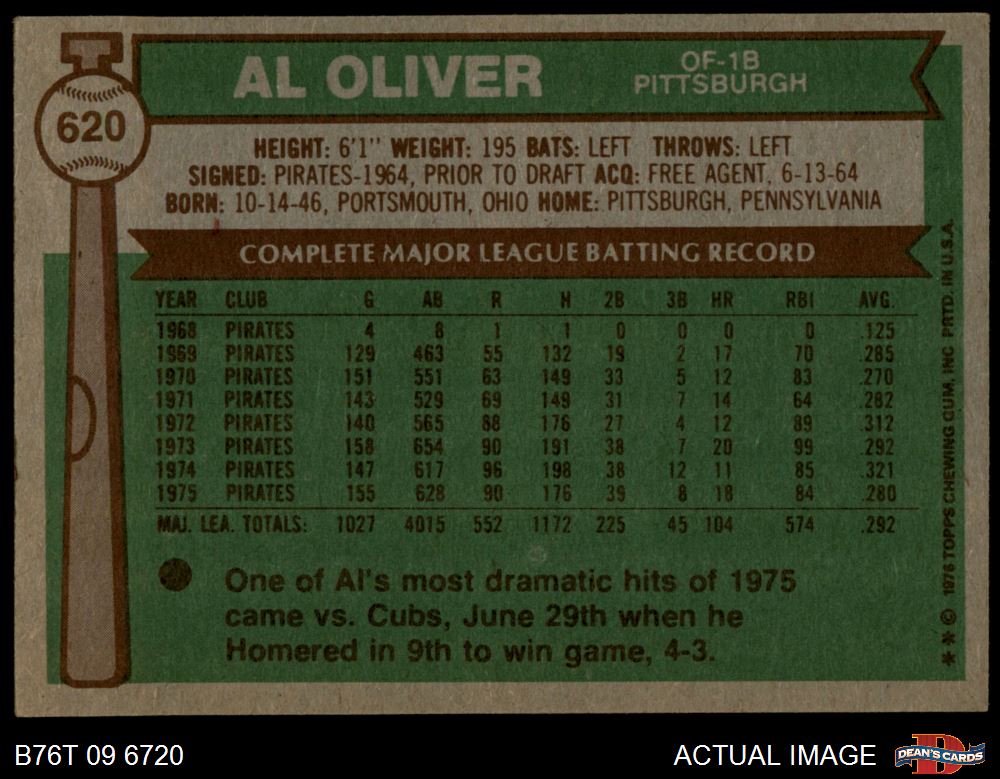 AL OLIVER
OF-1B
PITTSBURGH
620
HEIGHT: 6'1" WEIGHT: 195 BATS: LEFT THROWS: LEFT
SIGNED: PIRATES-1964, PRIOR TO DRAFT ACQ: FREE AGENT, 6-13-64
BORN: 10-14-46, PORTSMOUTH, OHIO HOME: PITTSBURGH, PENNSYLVANIA
COMPLETE MAJOR LEAGUE BATTING RECORD
YEAR CLUB G AB R H 2B 3B HR RBI AVG.
1968 PIRATES 4 8 1 1 0 0 0 0 .125
1969 PIRATES 129 463 55 132 19 2 17 70 .285
1970 PIRATES 151 551 63 149 33 5 12 83 .270
1971 PIRATES 143 529 69 149 31 7 14 64 .282
1972 PIRATES 140 565 88 176 27 4 12 89 .312
1973 PIRATES 158 654 90 191 38 7 20 99 .292
1974 PIRATES 147 617 96 198 38 12 11 85 .321
1975 PIRATES 155 628 90 176 39 8 18 84 .280
MAJ. LEA. TOTALS: 1027 4015 552 1172 225 45 104 574 .292
One of Al's most dramatic hits of 1975
came vs. Cubs, June 29th when he
Homered in 9th to win game, 4-3.
** © 1976 TOPPS CHEWING GUM, INC. PRTD. IN U.S.A.
B76T 09 6720
ACTUAL IMAGE
DEAN'S CARDS